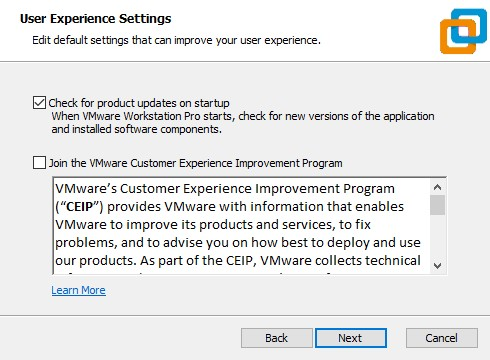 User Experience Settings
Edit default settings that can improve your user experience.
Check for product updates on startup
When VMware Workstation Pro starts, check for new versions of the application
and installed software components.
Join the VMware Customer Experience Improvement Program
VMware's Customer Experience Improvement Program
("CEIP") provides VMware with information that enables
VMware to improve its products and services, to fix
problems, and to advise you on how best to deploy and use
our products. As part of the CEIP, VMware collects technical
Learn More
Back
Next
Cancel